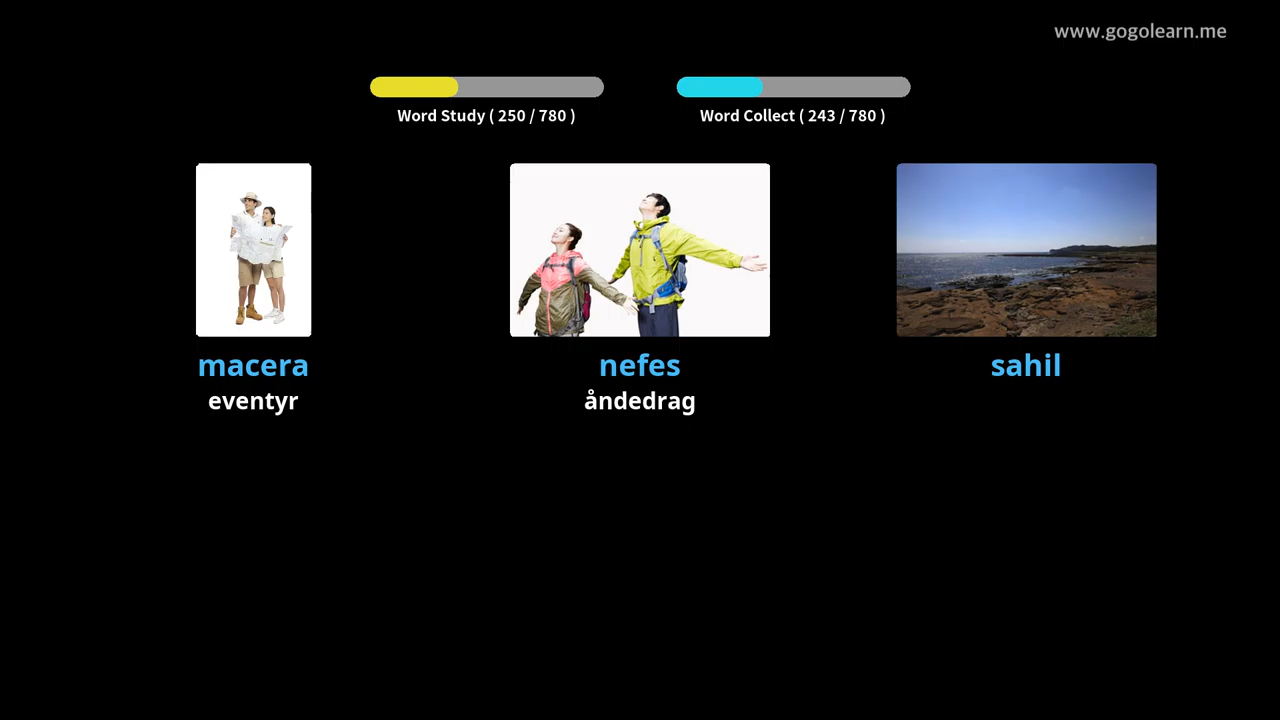 www.gogolearn.me
Word Study ( 250 / 780 )
Word Collect ( 243 / 780 )
macera
nefes
sahil
eventyr
åndedrag